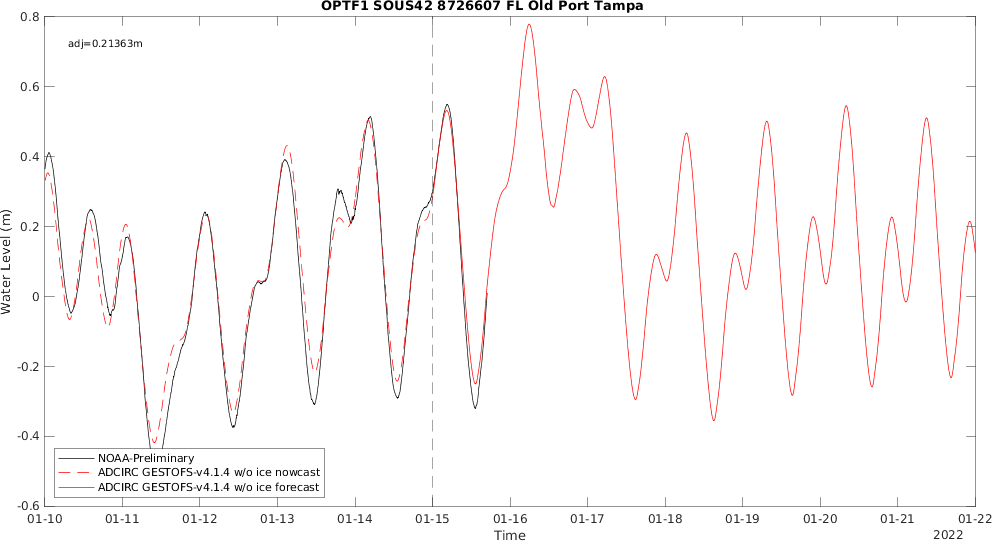 OPTF1 SOUS42 8726607 FL Old Port Tampa
adj=0.21363m
0.8
0.6
0.4
0.2
0
-0.2
-0.4
-0.6
Water Level (m)
NOAA-Preliminary
ADCIRC GESTOFS-v4.1.4 w/o ice nowcast
ADCIRC GESTOFS-v4.1.4 w/o ice forecast
01-10 01-11 01-12 01-13 01-14 01-15 01-16 01-17 01-18 01-19 01-20 01-21 01-22
Time
2022